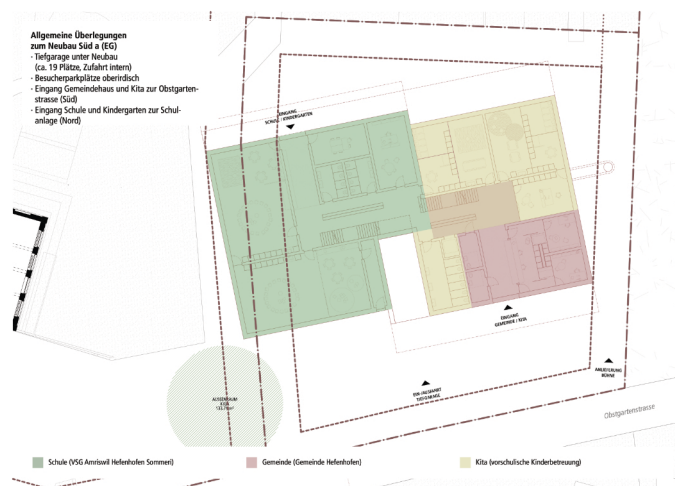 Allgemeine Überlegungen
zum Neubau Süd a (EG)
· Tiefgarage unter Neubau
(ca. 19 Plätze, Zufahrt intern)
· Besucherparkplätze oberirdisch
· Eingang Gemeindehaus und Kita zur Obstgarten-
strasse (Süd)
· Eingang Schule und Kindergarten zur Schul-
anlage (Nord)
EINGANG
SCHULE / KINDERGARTEN
EINGANG
GEMEINDE / KITA
EIN-/AUSFAHRT
TIEFGARAGE
ANLIEFERUNG
BÜHNE
AUSSENRAUM
KITA
Obstgartenstrasse
Schule (VSG Amriswil Hefenhofen Sommeri)
Gemeinde (Gemeinde Hefenhofen)
Kita (vorschulische Kinderbetreuung)